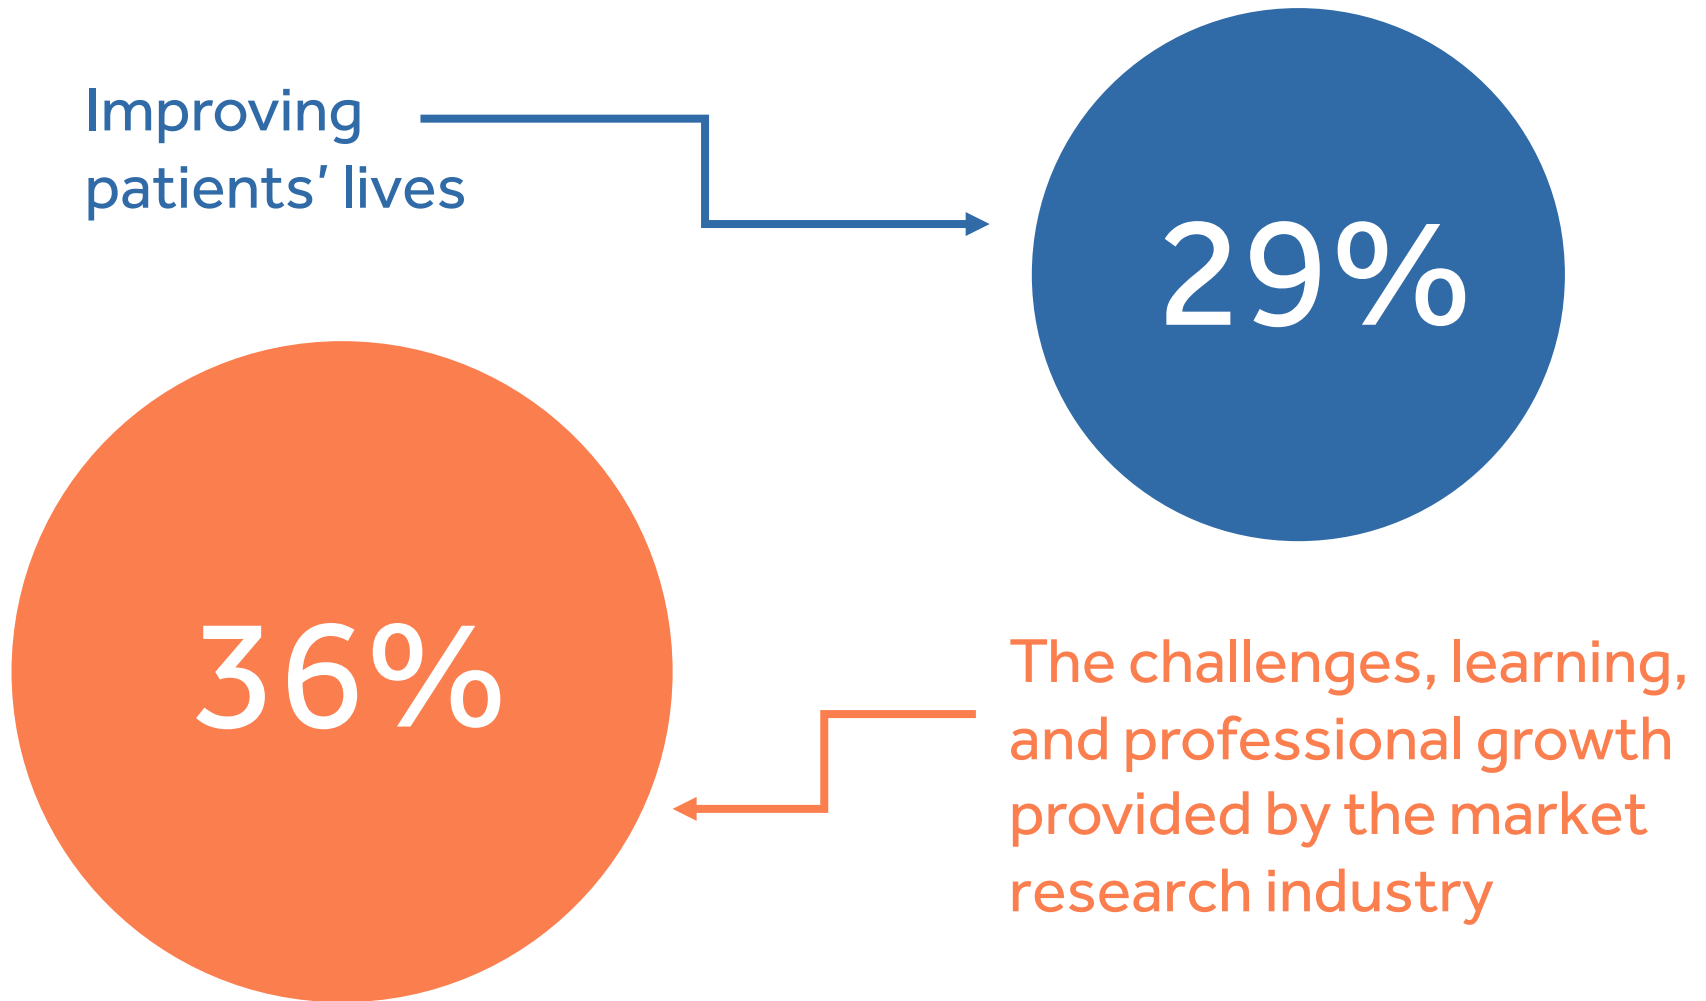 Improving
patients’ lives
29%
36%
The challenges, learning,
and professional growth
provided by the market
research industry